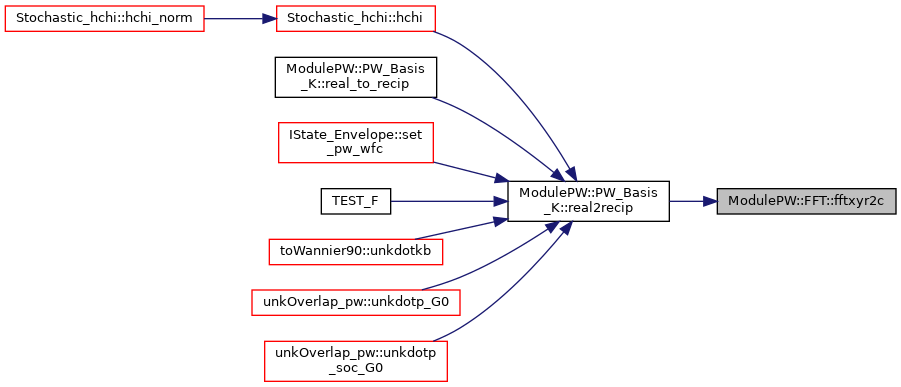 Stochastic_hchi::hchi_norm
Stochastic_hchi::hchi
ModulePW::PW_Basis
_K::real_to_recip
IState_Envelope::set
_pw_wfc
TEST_F
toWannier90::unkdotkb
unkOverlap_pw::unkdotp_G0
unkOverlap_pw::unkdotp
_soc_G0
ModulePW::PW_Basis
_K::real2recip
ModulePW::FFT::fftxyr2c